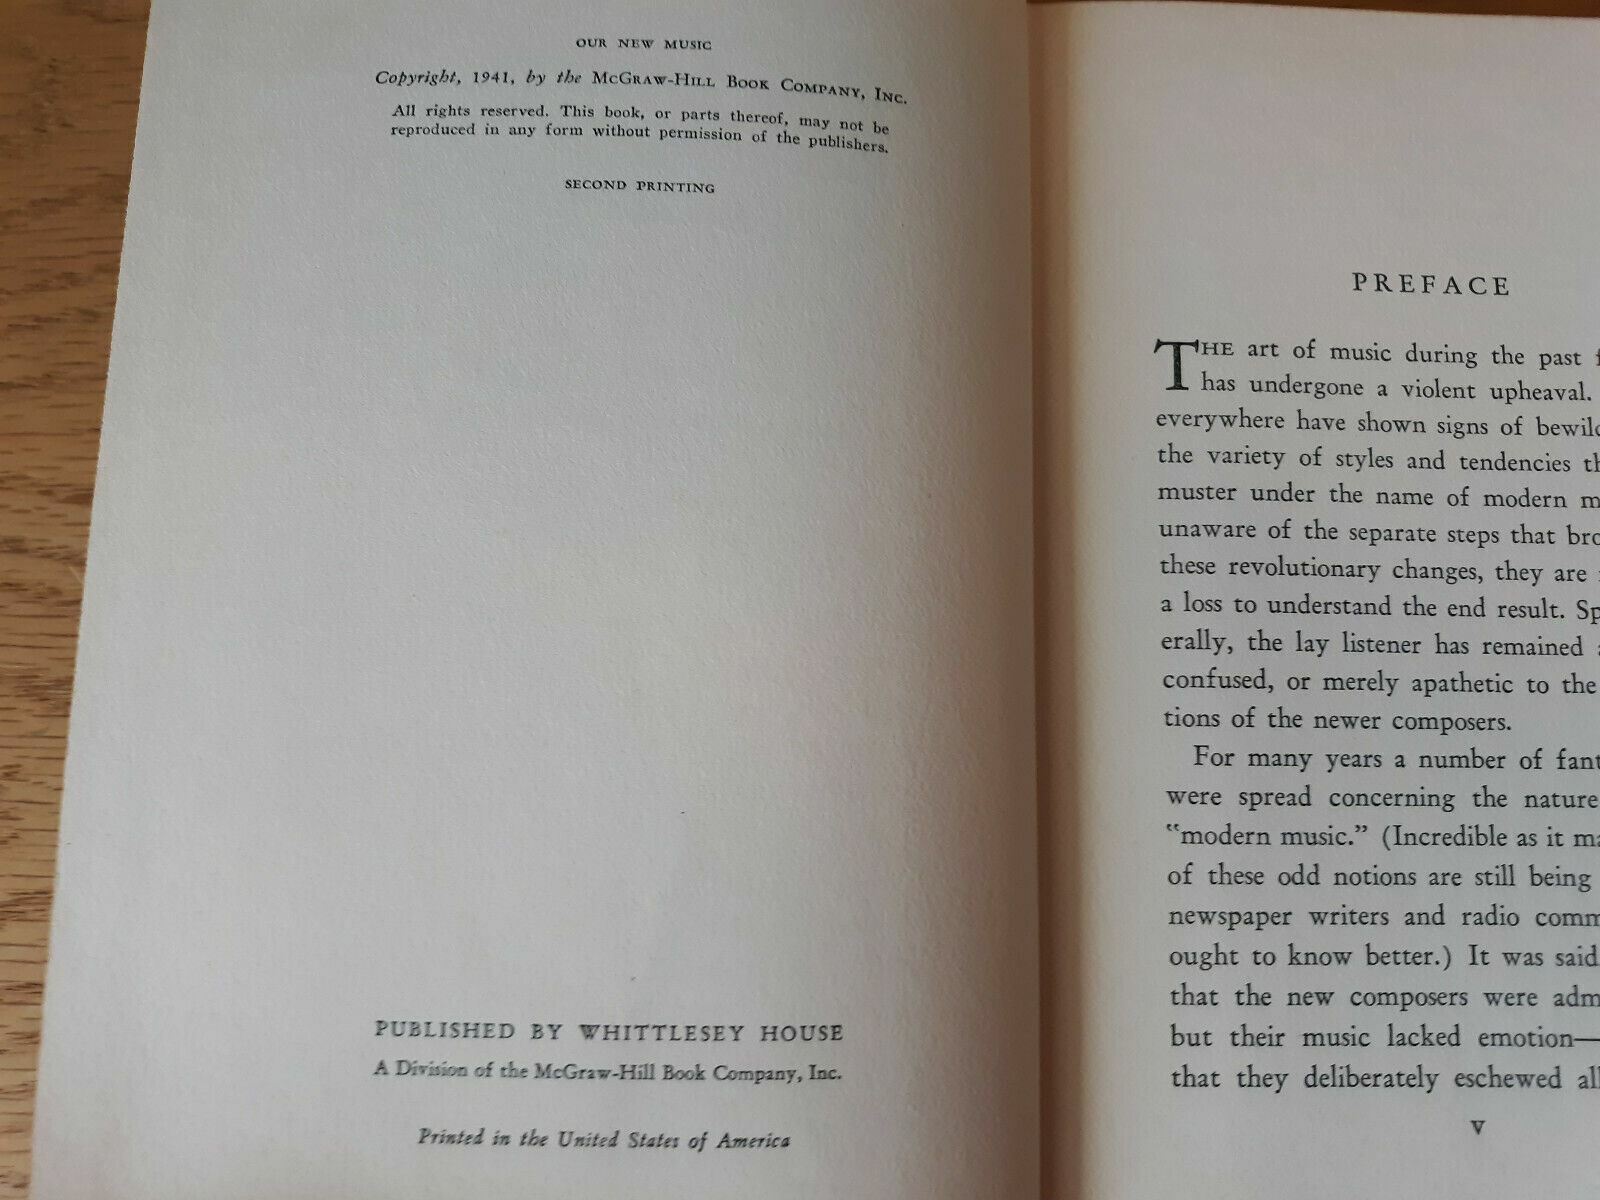 OUR NEW MUSIC
Copyright, 1941, by the McGraw-Hill Book Company, Inc.
All rights reserved. This book, or parts thereof, may not be
reproduced in any form without permission of the publishers.
SECOND PRINTING
PUBLISHED BY WHITTLESEY HOUSE
A Division of the McGraw-Hill Book Company, Inc.
Printed in the United States of America
PREFACE
THE art of music during the past
has undergone a violent upheaval.
everywhere have shown signs of
the variety of styles and tendencies
muster under the name of modern
unaware of the separate steps that
these revolutionary changes, they are
a loss to understand the end result.
erally, the lay listener has remained
confused, or merely apathetic to the
tions of the newer composers.
For many years a number of
were spread concerning the nature
"modern music." (Incredible as it
of these odd notions are still being
newspaper writers and radio
ought to know better.) It was said
that the new composers were
but their music lacked emotion—
that they deliberately eschewed
v